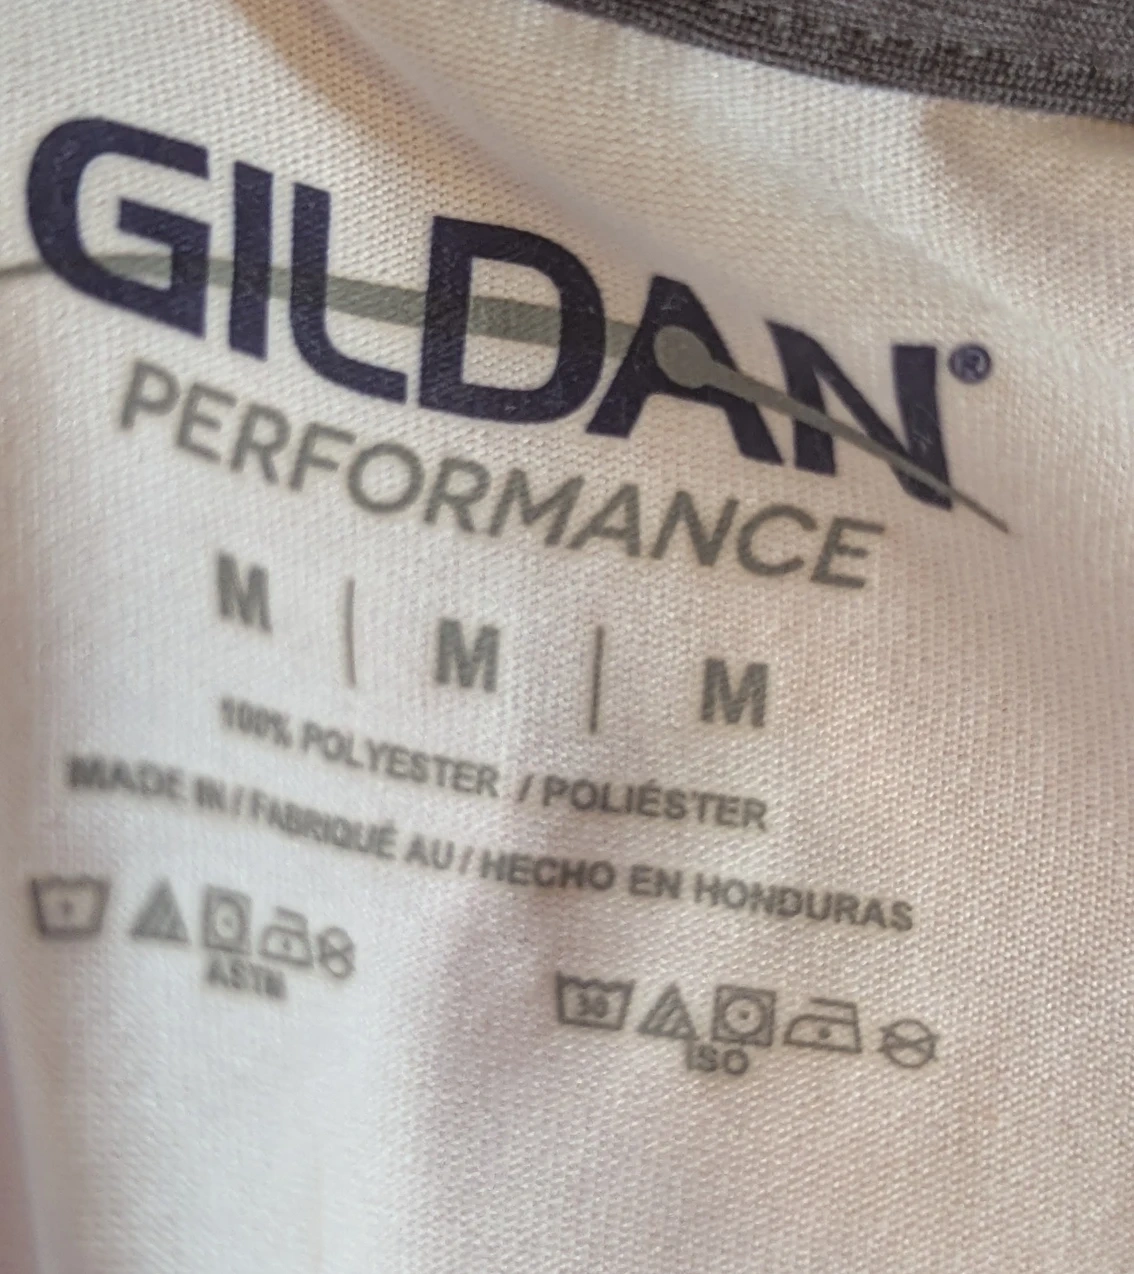 GILDAN®
PERFORMANCE
M | M | M
100% POLYESTER / POLIÉSTER
MADE IN / FABRIQUÉ AU / HECHO EN HONDURAS
ASTM
30
ISO